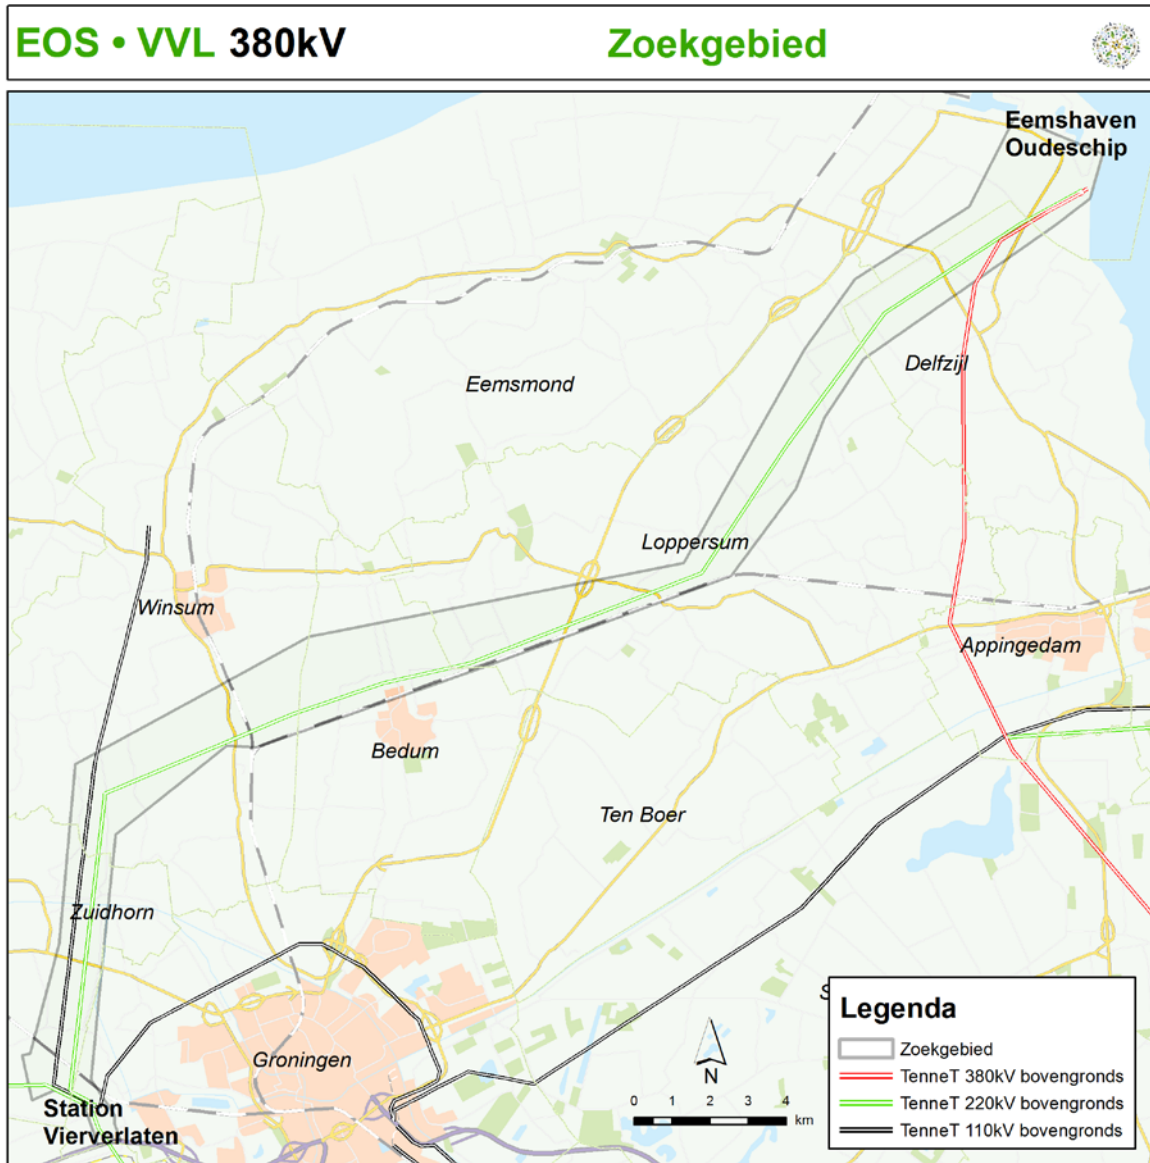 EOS • VVL 380kV
Zoekgebied
Eemshaven
Oudeschip
Delfzijl
Eemsmond
Loppersum
Winsum
Appingedam
Bedum
Ten Boer
Zuidhorn
Groningen
Station
Vierverlaten
N
0 1 2 3 4
km
Legenda
Zoekgebied
TenneT 380kV bovengronds
TenneT 220kV bovengronds
TenneT 110kV bovengronds